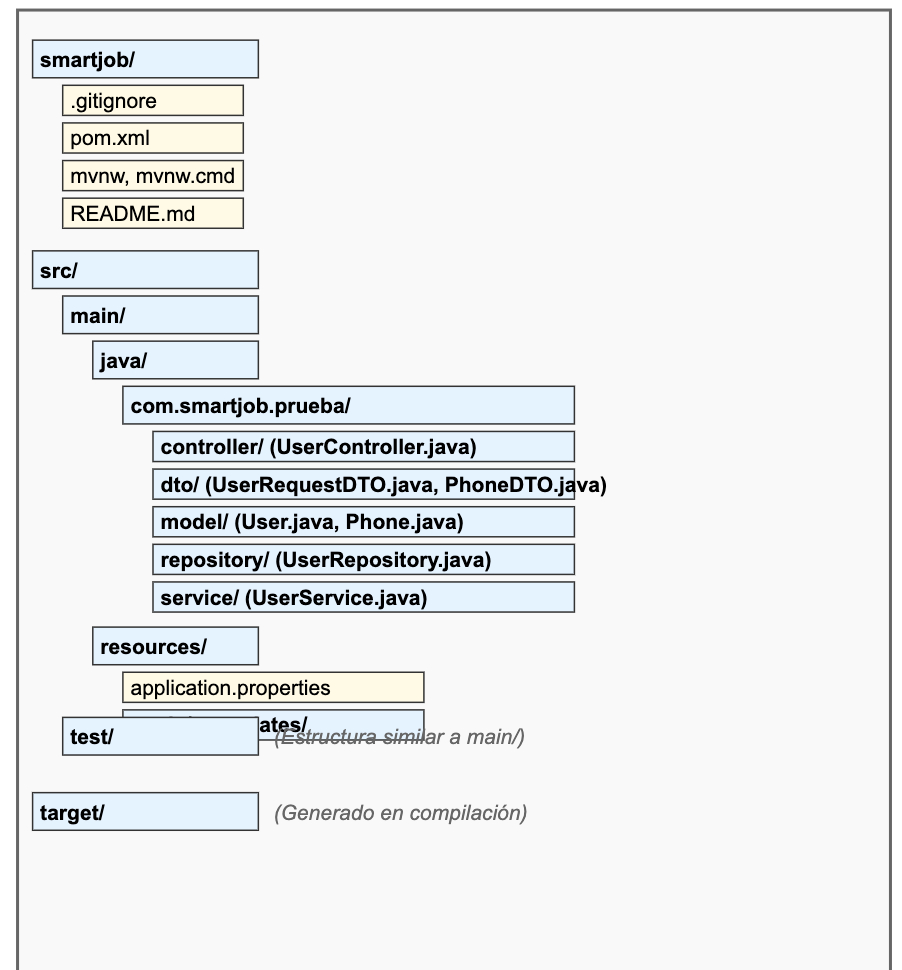 smartjob/
.gitignore
pom.xml
mvnw, mvnw.cmd
README.md
src/
main/
java/
com.smartjob.prueba/
controller/ (UserController.java)
dto/ (UserRequestDTO.java, PhoneDTO.java)
model/ (User.java, Phone.java)
repository/ (UserRepository.java)
service/ (UserService.java)
resources/
application.properties
test/ (Estructura similar a main/)
target/ (Generado en compilación)